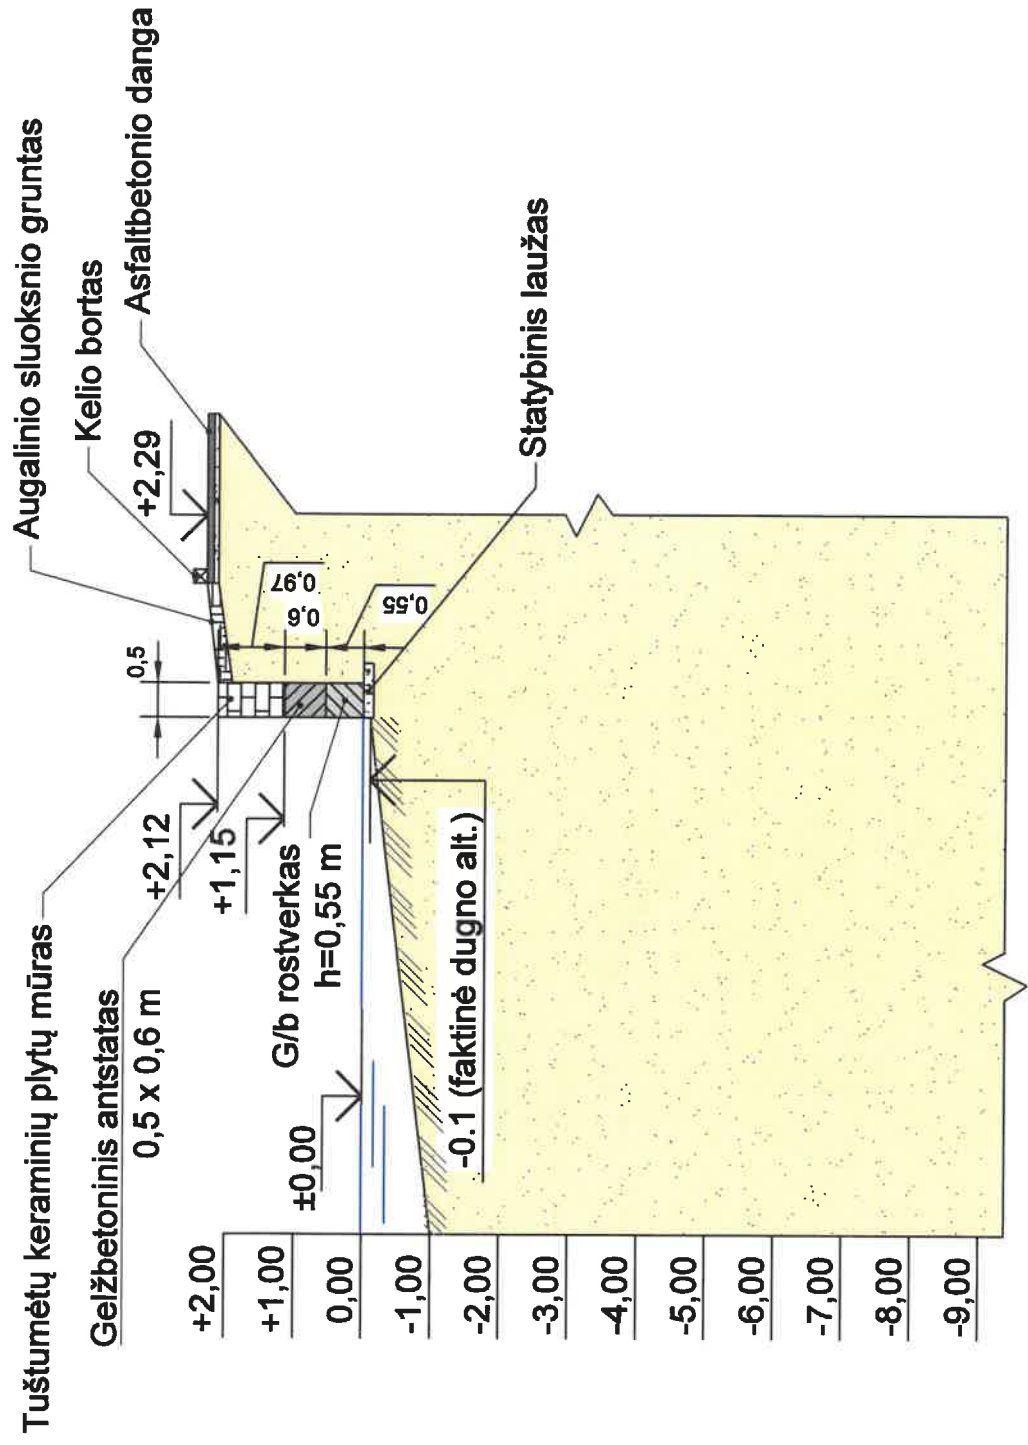 Augalinio sluoksnio gruntas
Kelio bortas
Asfaltbetonio danga
Tuštumėtų keraminių plytų mūras
Gelžbetoninis antstatas
0,5 x 0,6 m
+2,12
+1,15
G/b rostverkas
h=0,55 m
±0,00
-0.1 (faktinė dugno alt.)
0,5
+2,29
0,97
0,6
0,55
Statybinis laužas
+2,00
+1,00
0,00
-1,00
-2,00
-3,00
-4,00
-5,00
-6,00
-7,00
-8,00
-9,00